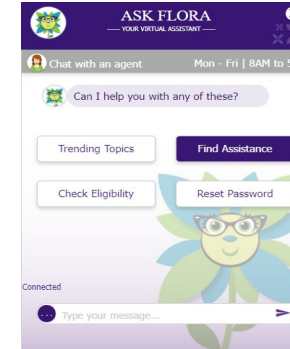 ASK FLORA
YOUR VIRTUAL ASSISTANT
Chat with an agent Mon - Fri | 8AM to 5
Can I help you with any of these?
Trending Topics Find Assistance
Check Eligibility Reset Password
Connected
Type your message...